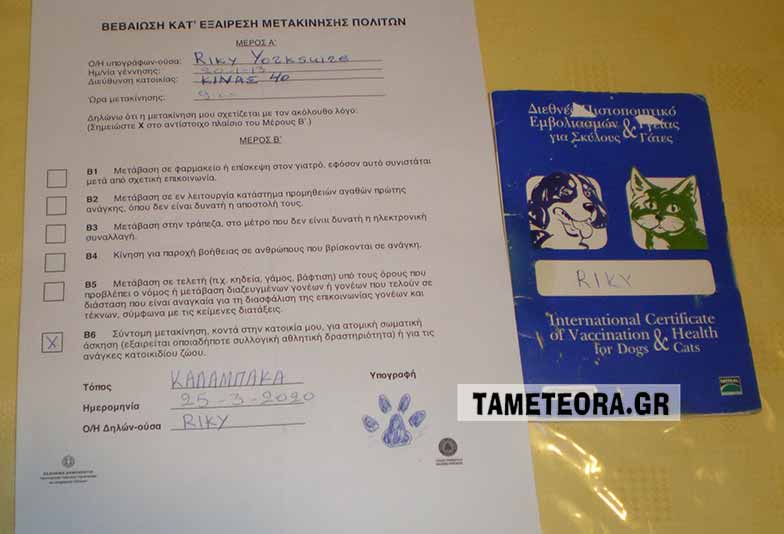 ΒΕΒΑΙΩΣΗ ΚΑΤ' ΕΞΑΙΡΕΣΗ ΜΕΤΑΚΙΝΗΣΗΣ ΠΟΛΙΤΩΝ
ΜΕΡΟΣ Α'
Ο/Η υπογράφων-ούσα: RIKY YORKSHIRE
Ημ/νία γέννησης: 20-1-13
Διεύθυνση κατοικίας: ΚΙΝΑΣ 40
Ώρα μετακίνησης:
Δηλώνω ότι η μετακίνηση μου σχετίζεται με τον ακόλουθο λόγο:
(Σημειώστε Χ στο αντίστοιχο πλαίσιο του Μέρους Β'.)
ΜΕΡΟΣ Β'
Β1 Μετάβαση σε φαρμακείο ή επίσκεψη στον γιατρό, εφόσον αυτό συνιστάται
μετά από σχετική επικοινωνία.
Β2 Μετάβαση σε εν λειτουργία κατάστημα προμηθειών αγαθών πρώτης
ανάγκης, όπου δεν είναι δυνατή η αποστολή τους.
Β3 Μετάβαση στην τράπεζα, στο μέτρο που δεν είναι δυνατή η ηλεκτρονική
συναλλαγή.
Β4 Κίνηση για παροχή βοήθειας σε ανθρώπους που βρίσκονται σε ανάγκη.
Β5 Μετάβαση σε τελετή (π.χ. κηδεία, γάμος, βάφτιση) υπό τους όρους που
προβλέπει ο νόμος ή μετάβαση διαζευγμένων γονέων ή γονέων που τελούν σε
διάσταση που είναι αναγκαία για τη διασφάλιση της επικοινωνίας γονέων και
τέκνων, σύμφωνα με τις κείμενες διατάξεις.
X Β6 Σύντομη μετακίνηση, κοντά στην κατοικία μου, για ατομική σωματική
άσκηση (εξαιρείται οποιαδήποτε συλλογική αθλητική δραστηριότητα) ή για τις
ανάγκες κατοικιδίου ζώου.
Τόπος ΚΑΛΑΜΠΑΚΑ Υπογραφή
Ημερομηνία 25-3-2020
Ο/Η Δηλών-ούσα RIKY
ΕΛΛΗΝΙΚΗ ΔΗΜΟΚΡΑΤΙΑ
Διεθνές Πιστοποιητικό
Εμβολιασμών & Υγείας
για Σκύλους Γάτες
RIKY
International Certificate
of Vaccination & Health
for Dogs Cats
TAMETEORA.GR